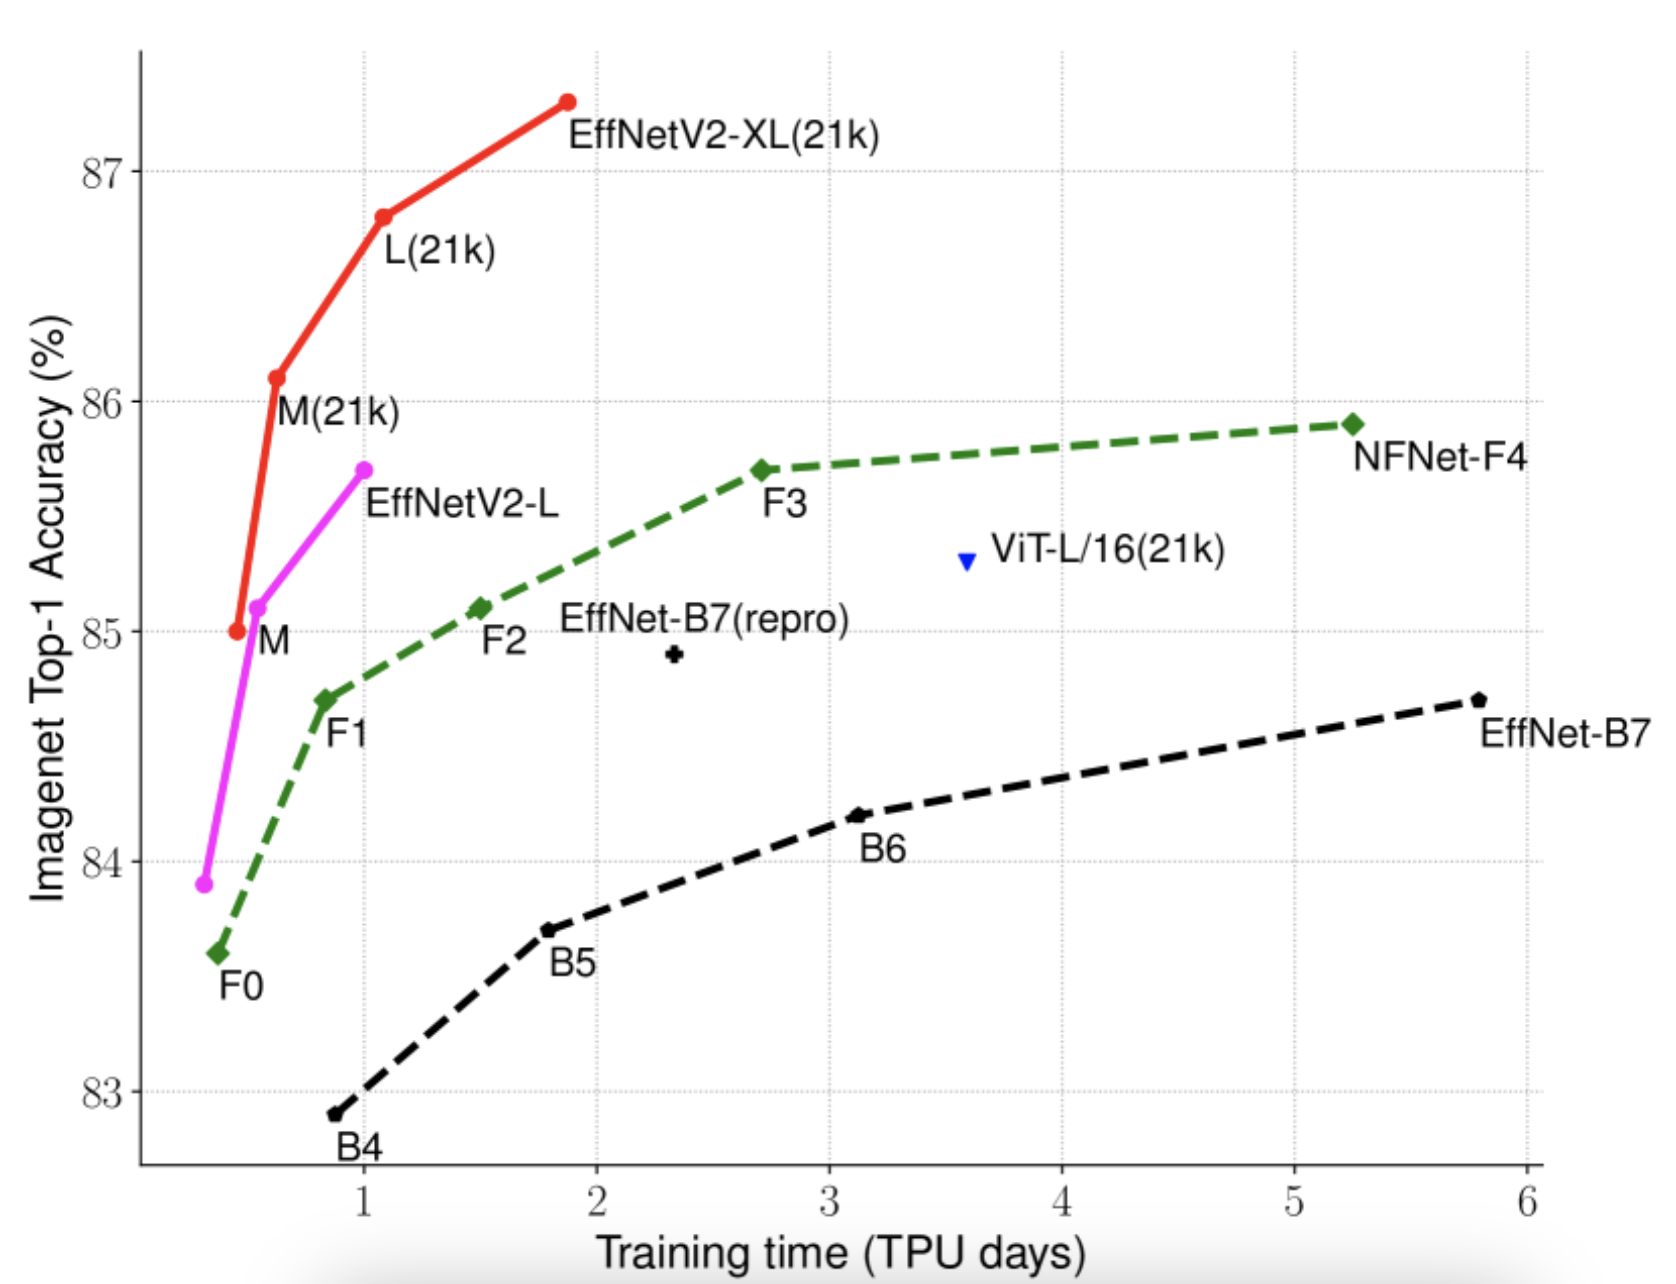 EffNetV2-XL(21k)
87
L(21k)
M(21k)
86
NFNet-F4
EffNetV2-L
F3
ViT-L/16(21k)
EffNet-B7(repro)
85
M
F2
F1
EffNet-B7
84
B6
B5
F0
83
B4
1 2 3 4 5 6
Training time (TPU days)
Imagenet Top-1 Accuracy (%)